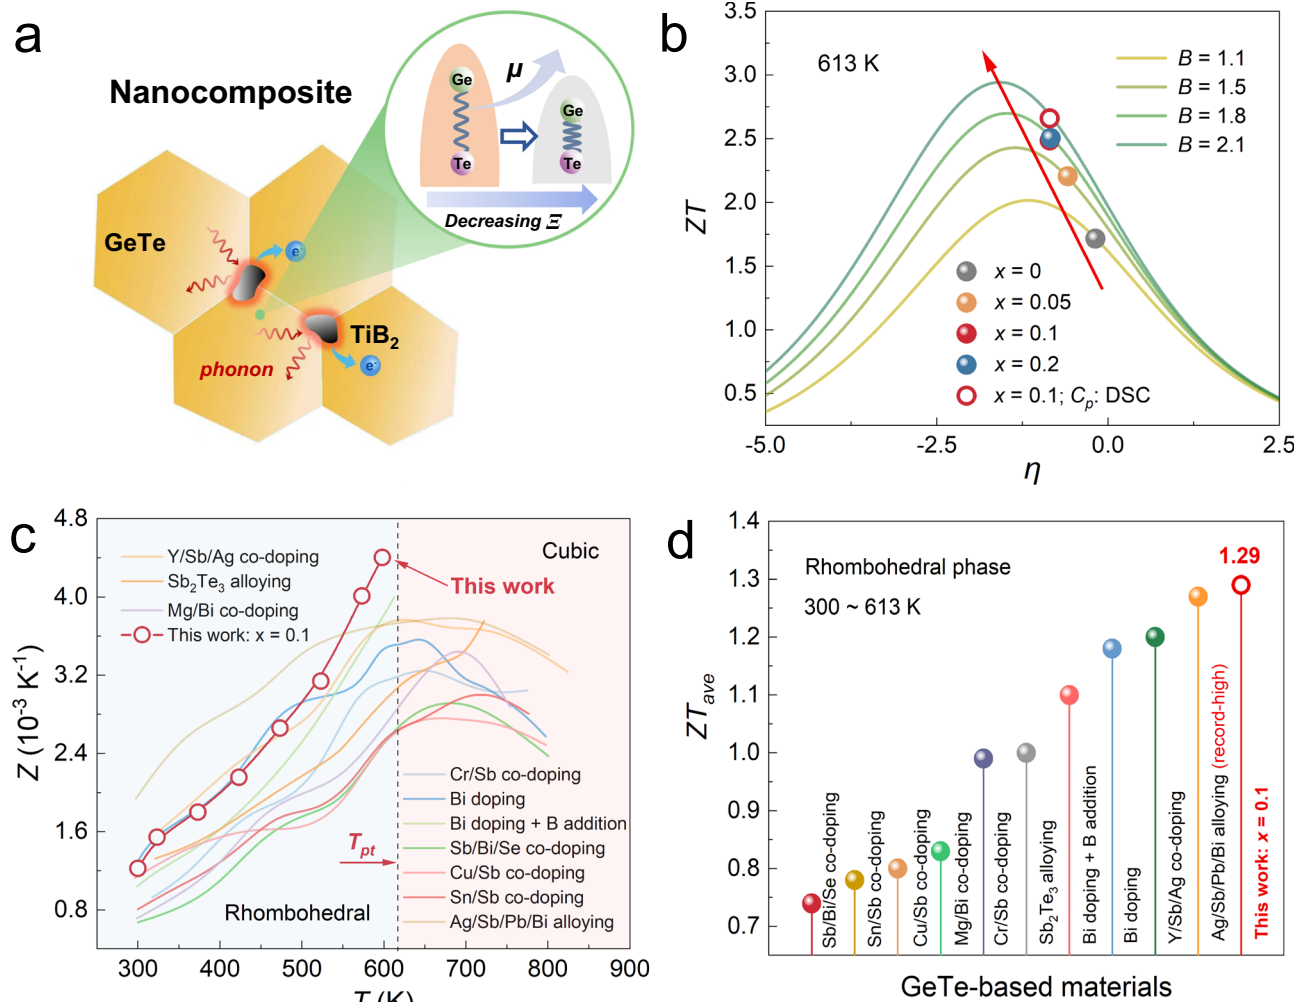 a
Nanocomposite
Ge
Te
μ
Ge
Te
Decreasing Ξ
GeTe
e-
TiB2
e-
phonon
b
3.5
3.0
2.5
2.0
1.5
1.0
0.5
ZT
613 K
B = 1.1
B = 1.5
B = 1.8
B = 2.1
x = 0
x = 0.05
x = 0.1
x = 0.2
x = 0.1; Cp: DSC
-5.0
-2.5
0.0
2.5
η
c
4.8
4.0
3.2
2.4
1.6
0.8
Z (10-3 K-1)
Y/Sb/Ag co-doping
Sb2Te3 alloying
Mg/Bi co-doping
This work: x = 0.1
Cubic
This work
Tpt
Rhombohedral
Cr/Sb co-doping
Bi doping
Bi doping + B addition
Sb/Bi/Se co-doping
Cu/Sb co-doping
Sn/Sb co-doping
Ag/Sb/Pb/Bi alloying
300
400
500
600
700
800
900
T (K)
d
1.4
1.3
1.2
1.1
1.0
0.9
0.8
0.7
ZTave
Rhombohedral phase
300 ~ 613 K
1.29
Sb/Bi/Se co-doping
Sn/Sb co-doping
Cu/Sb co-doping
Mg/Bi co-doping
Cr/Sb co-doping
Sb2Te3 alloying
Bi doping + B addition
Bi doping
Y/Sb/Ag co-doping
Ag/Sb/Pb/Bi alloying (record-high)
This work: x = 0.1
GeTe-based materials